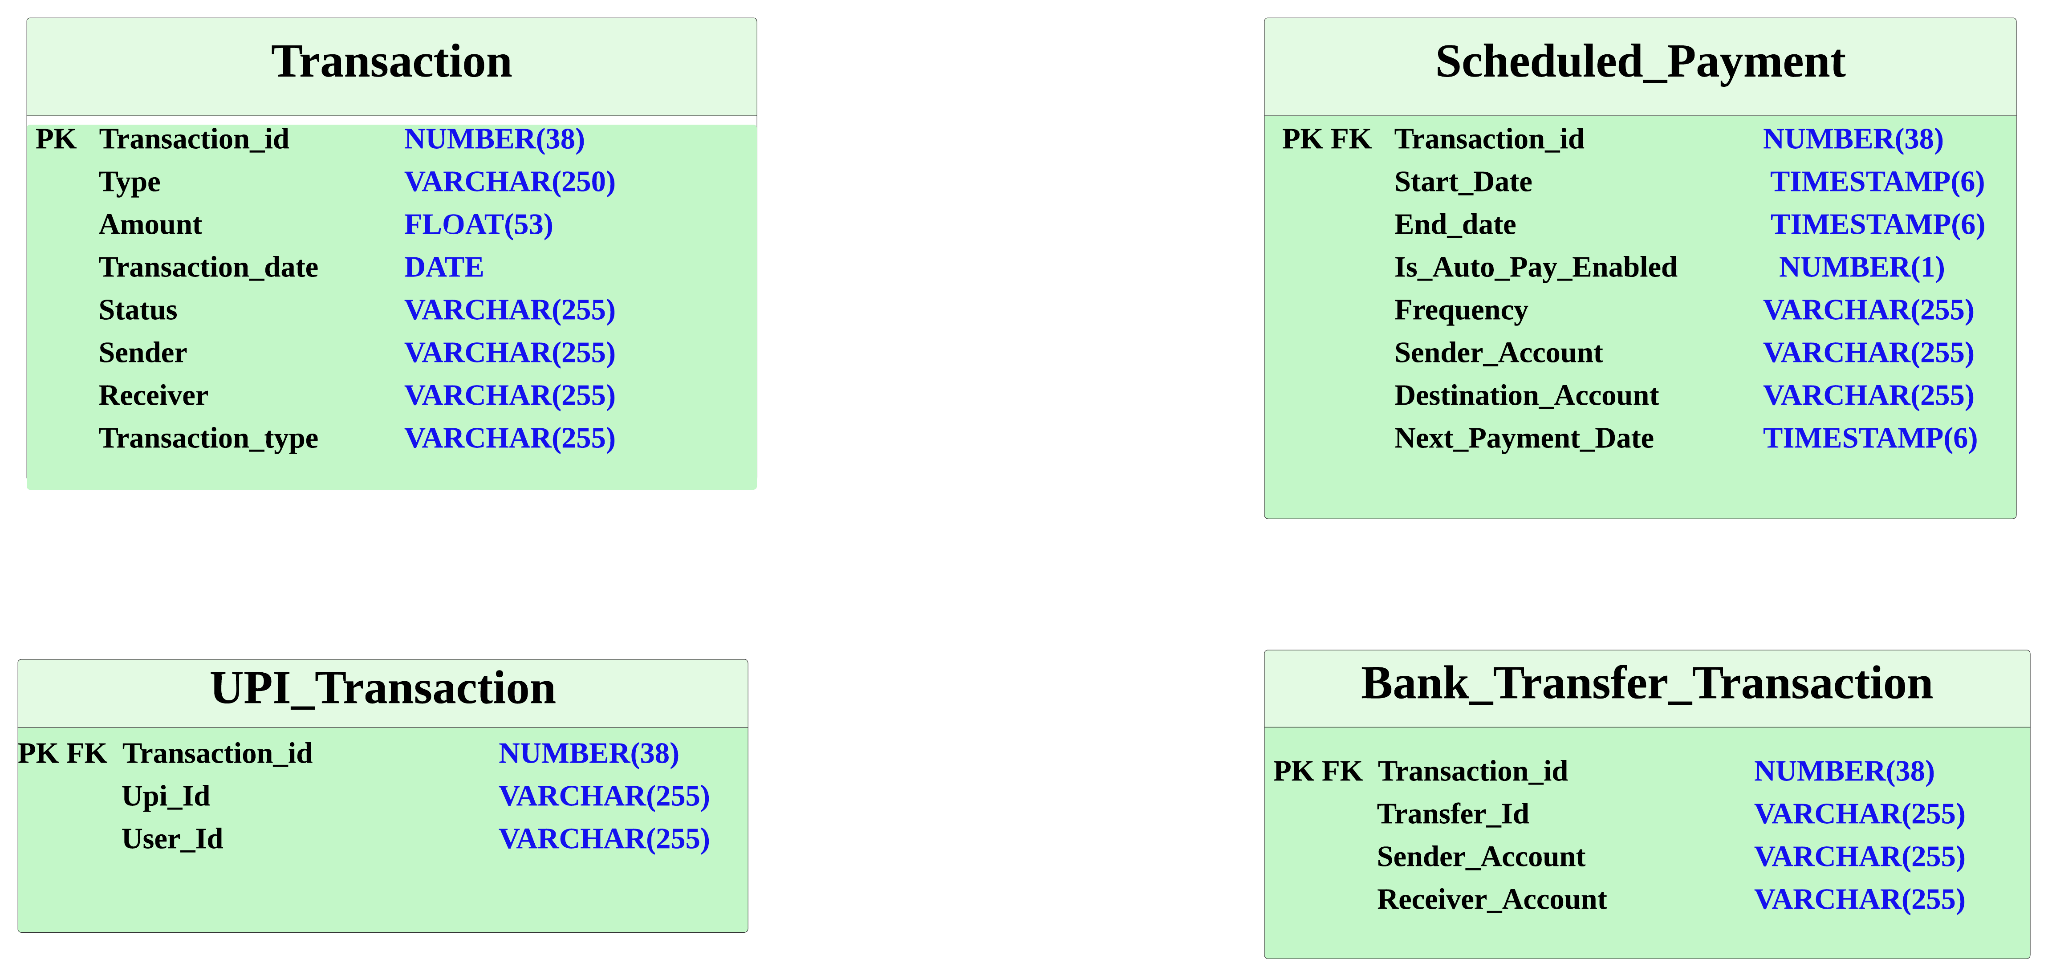 Transaction
PK Transaction_id NUMBER(38)
Type VARCHAR(250)
Amount FLOAT(53)
Transaction_date DATE
Status VARCHAR(255)
Sender VARCHAR(255)
Receiver VARCHAR(255)
Transaction_type VARCHAR(255)
Scheduled_Payment
PK FK Transaction_id NUMBER(38)
Start_Date TIMESTAMP(6)
End_date TIMESTAMP(6)
Is_Auto_Pay_Enabled NUMBER(1)
Frequency VARCHAR(255)
Sender_Account VARCHAR(255)
Destination_Account VARCHAR(255)
Next_Payment_Date TIMESTAMP(6)
UPI_Transaction
PK FK Transaction_id NUMBER(38)
Upi_Id VARCHAR(255)
User_Id VARCHAR(255)
Bank_Transfer_Transaction
PK FK Transaction_id NUMBER(38)
Transfer_Id VARCHAR(255)
Sender_Account VARCHAR(255)
Receiver_Account VARCHAR(255)